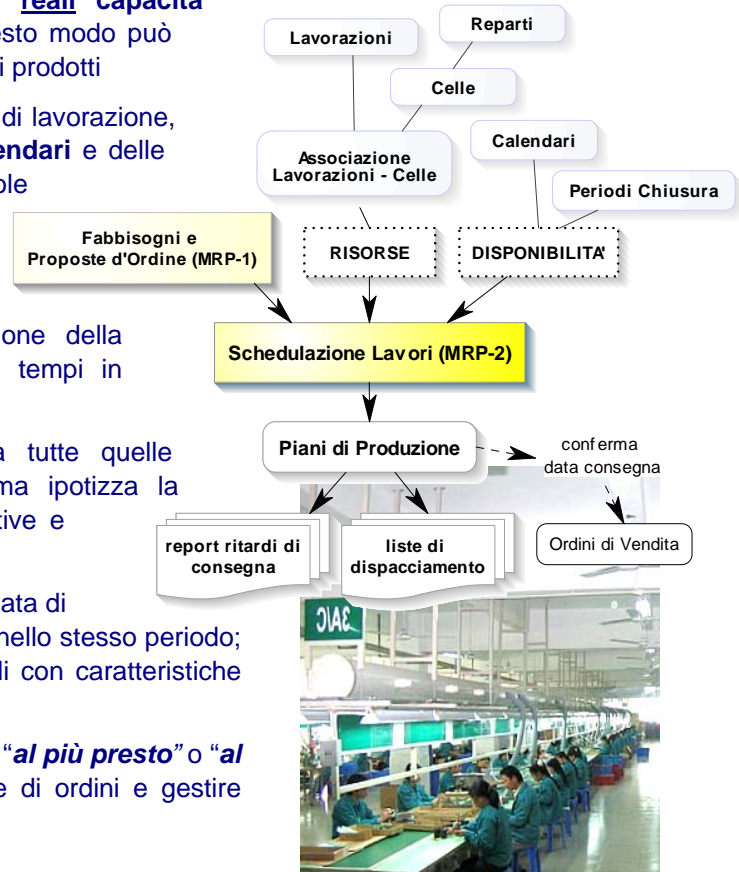 reali capacità
esto modo può
i prodotti
di lavorazione,
endari e delle
ole
one della
tempi in
a tutte quelle
ma ipotizza la
tive e
ata di
nello stesso periodo;
li con caratteristiche
“al più presto” o “al
e di ordini e gestire
Lavorazioni
Reparti
Celle
Associazione
Lavorazioni - Celle
Calendari
Periodi Chiusura
Fabbisogni e
Proposte d'Ordine (MRP-1)
RISORSE
DISPONIBILITA'
Schedulazione Lavori (MRP-2)
Piani di Produzione
conferma
data consegna
report ritardi di
consegna
liste di
dispacciamento
Ordini di Vendita